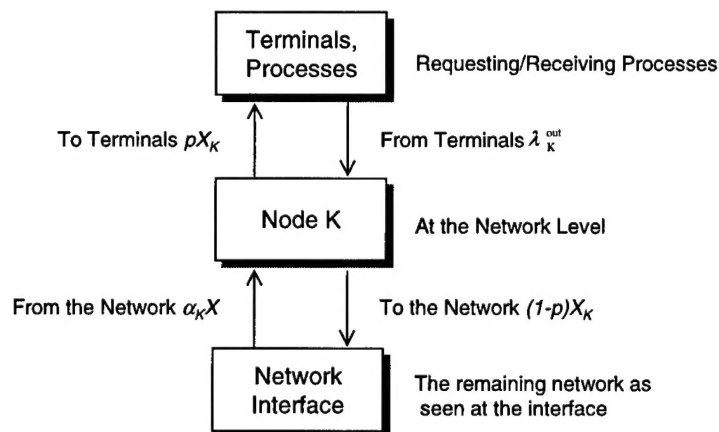 Terminals,
Processes
Requesting/Receiving Processes
To Terminals pX_K
From Terminals λ_K^out
Node K
At the Network Level
From the Network α_KX
To the Network (1-p)X_K
Network
Interface
The remaining network as
seen at the interface